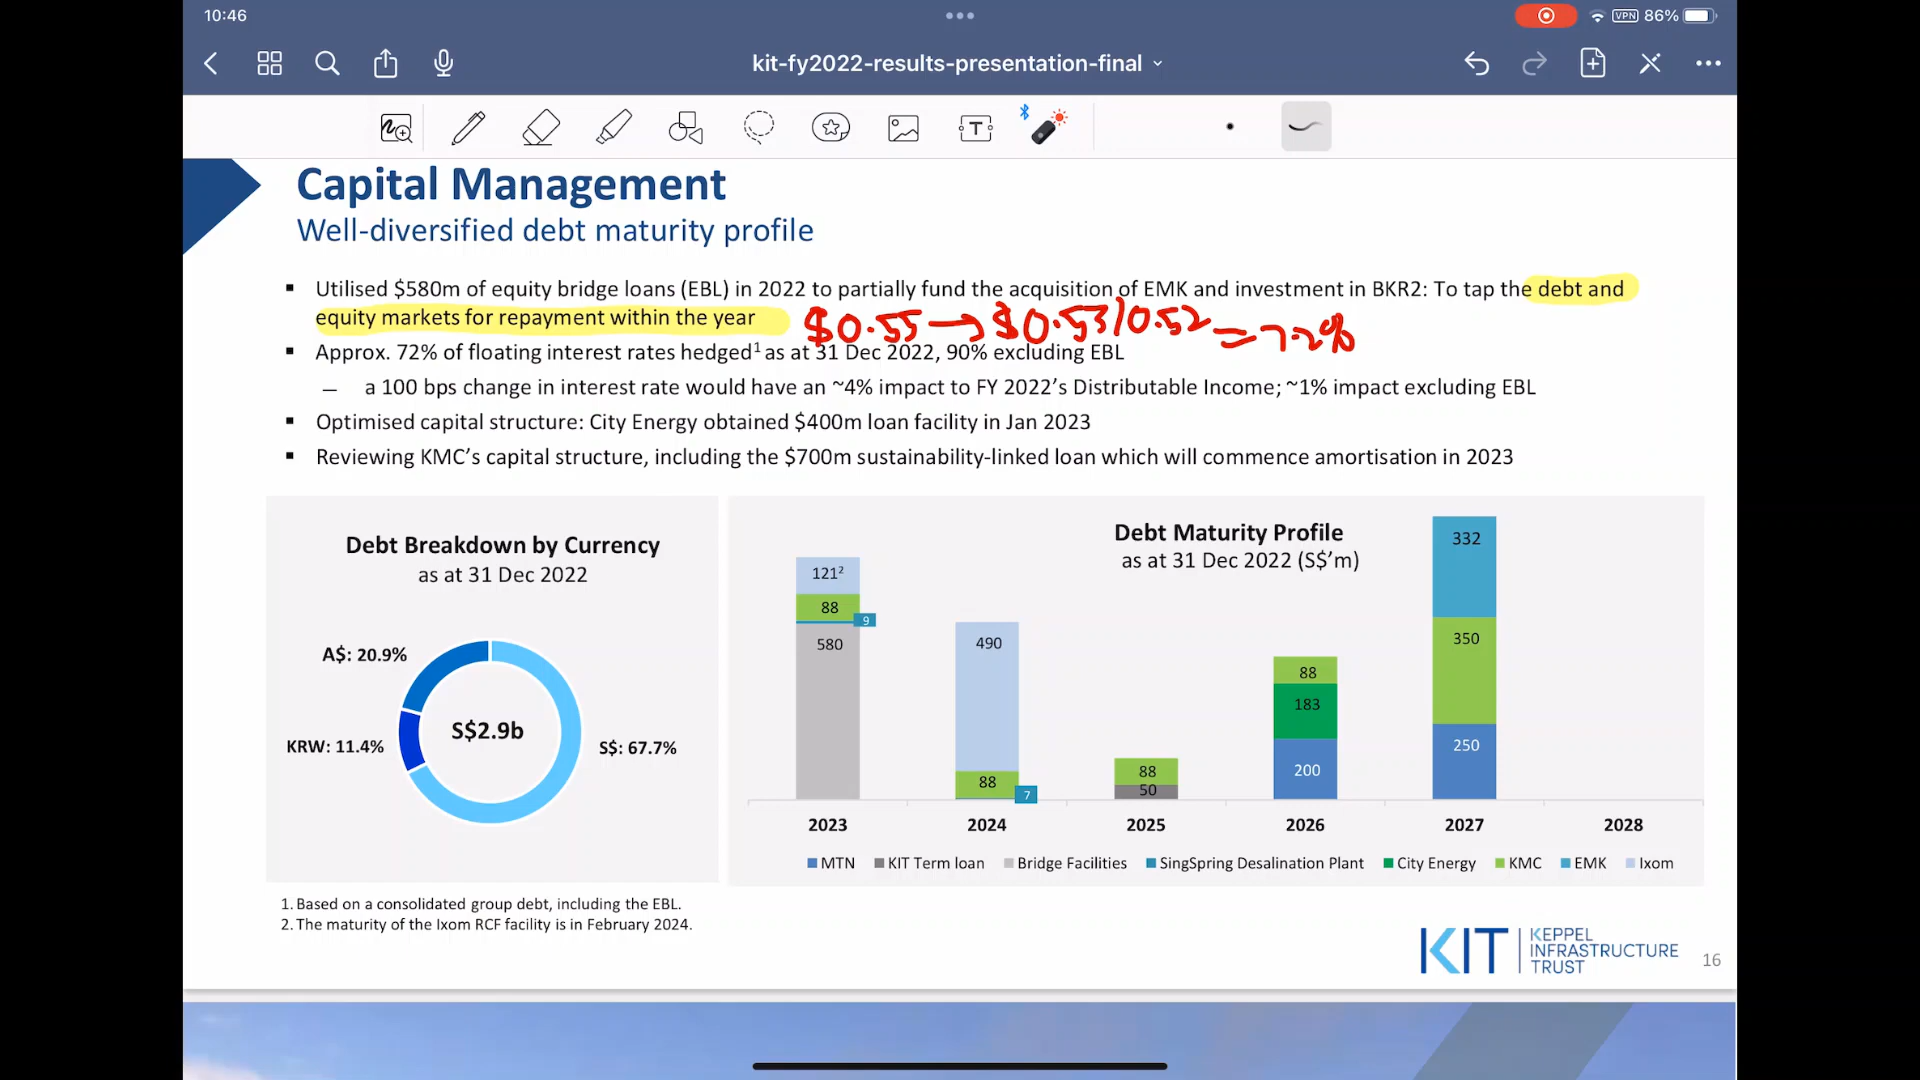 10:46
VPN 86%
kit-fy2022-results-presentation-final
T
Capital Management
Well-diversified debt maturity profile
▪ Utilised $580m of equity bridge loans (EBL) in 2022 to partially fund the acquisition of EMK and investment in BKR2: To tap the debt and
equity markets for repayment within the year
$0.55 → $0.53/0.52 = 7.2%
▪ Approx. 72% of floating interest rates hedged¹ as at 31 Dec 2022, 90% excluding EBL
– a 100 bps change in interest rate would have an ~4% impact to FY 2022's Distributable Income; ~1% impact excluding EBL
▪ Optimised capital structure: City Energy obtained $400m loan facility in Jan 2023
▪ Reviewing KMC's capital structure, including the $700m sustainability-linked loan which will commence amortisation in 2023
Debt Breakdown by Currency
as at 31 Dec 2022
A$: 20.9%
KRW: 11.4%
S$2.9b
S$: 67.7%
Debt Maturity Profile
as at 31 Dec 2022 (S$'m)
121²
88
9
580
490
88
7
88
50
88
183
200
332
350
250
2023 2024 2025 2026 2027 2028
MTN KIT Term loan Bridge Facilities SingSpring Desalination Plant City Energy KMC EMK Ixom
1. Based on a consolidated group debt, including the EBL.
2. The maturity of the Ixom RCF facility is in February 2024.
KIT KEPPEL
INFRASTRUCTURE
TRUST
16